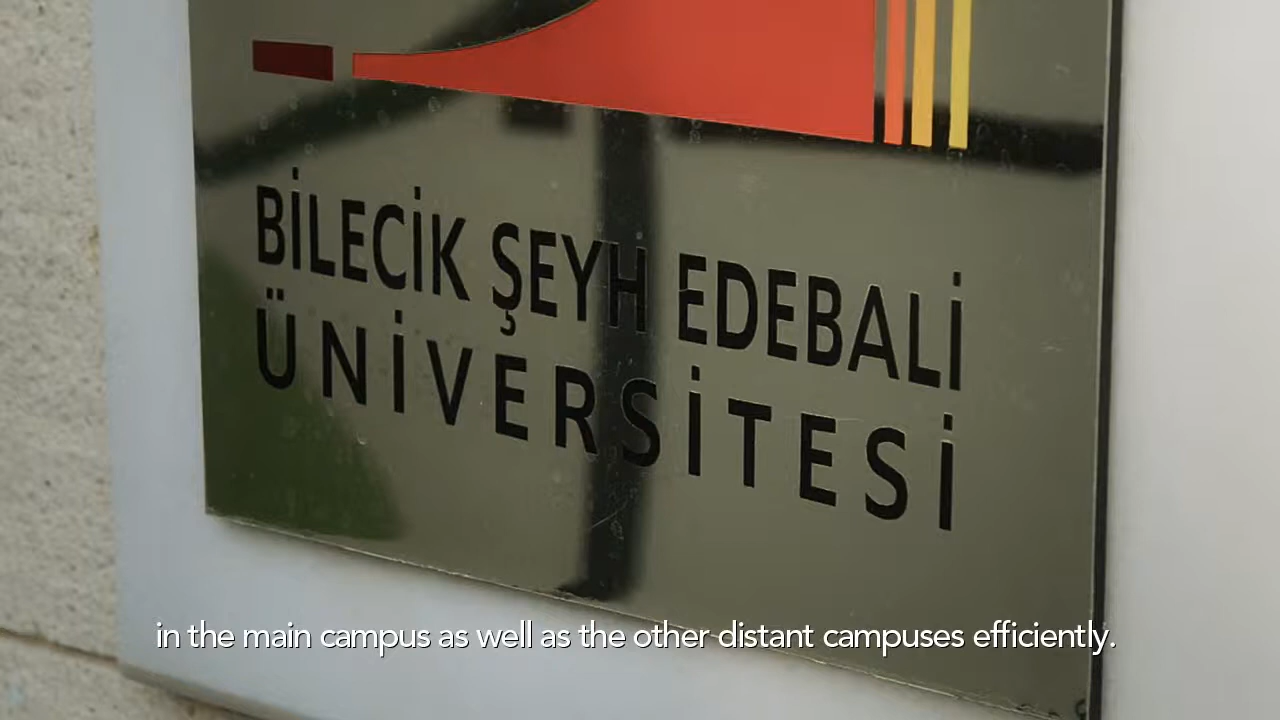 BİLECİK ŞEYH EDEBALİ
ÜNİVERSİTESİ
in the main campus as well as the other distant campuses efficiently.